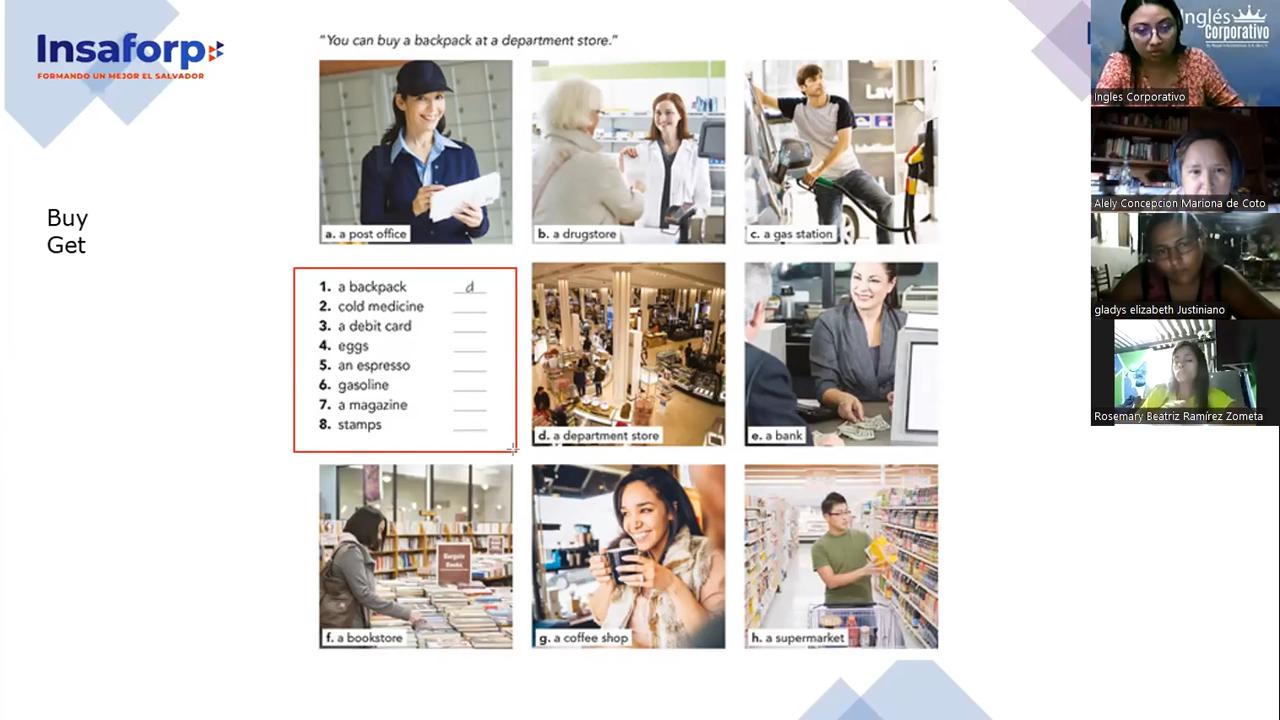 Insaforp
FORMANDO UN MEJOR EL SALVADOR
"You can buy a backpack at a department store."
Buy
Get
a. a post office
b. a drugstore
c. a gas station
1. a backpack d
2. cold medicine
3. a debit card
4. eggs
5. an espresso
6. gasoline
7. a magazine
8. stamps
d. a department store
e. a bank
Bargain
Books
f. a bookstore
g. a coffee shop
h. a supermarket
Inglés
Corporativo
Ingles Corporativo
Alely Concepcion Mariona de Coto
gladys elizabeth Justiniano
Rosemary Beatriz Ramírez Zometa